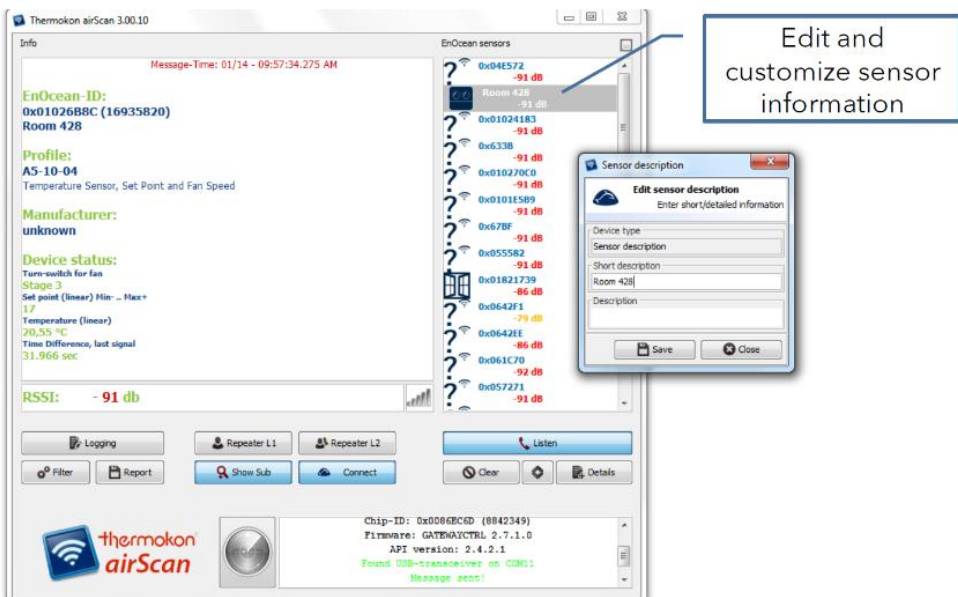 Thermokon airScan 3.00.10
Info
Message-Time: 01/14 - 09:57:34.275 AM
EnOcean-ID:
0x01026B8C (16935820)
Room 428
Profile:
A5-10-04
Temperature Sensor, Set Point and Fan Speed
Manufacturer:
unknown
Device status:
Turn-switch for fan
Stage 3
Set point (linear) Min- .. Max+
17
Temperature (linear)
20,55 °C
Time Difference, last signal
31.966 sec
RSSI: - 91 db
EnOcean sensors
0x04E572
-91 dB
Room 428
-91 dB
0x01024183
-91 dB
0x633B
-91 dB
0x010270C0
-91 dB
0x0101E5B9
-91 dB
0x67BF
-91 dB
0x055582
-91 dB
0x01821739
-86 dB
0x0642F1
-79 dB
0x0642EE
-86 dB
0x061C70
-92 dB
0x057271
-91 dB
Edit and
customize sensor
information
Sensor description
Edit sensor description
Enter short/detailed information
Device type
Sensor description
Short description
Room 428
Description
Save Close
Logging Repeater L1 Repeater L2 Listen
Filter Report Show Sub Connect Clear Details
thermokon
airScan
Chip-ID: 0x0086EC6D (8842349)
Firmware: GATEWAYCTRL 2.7.1.0
API version: 2.4.2.1
Found USB-transceiver on COM11
Message sent!